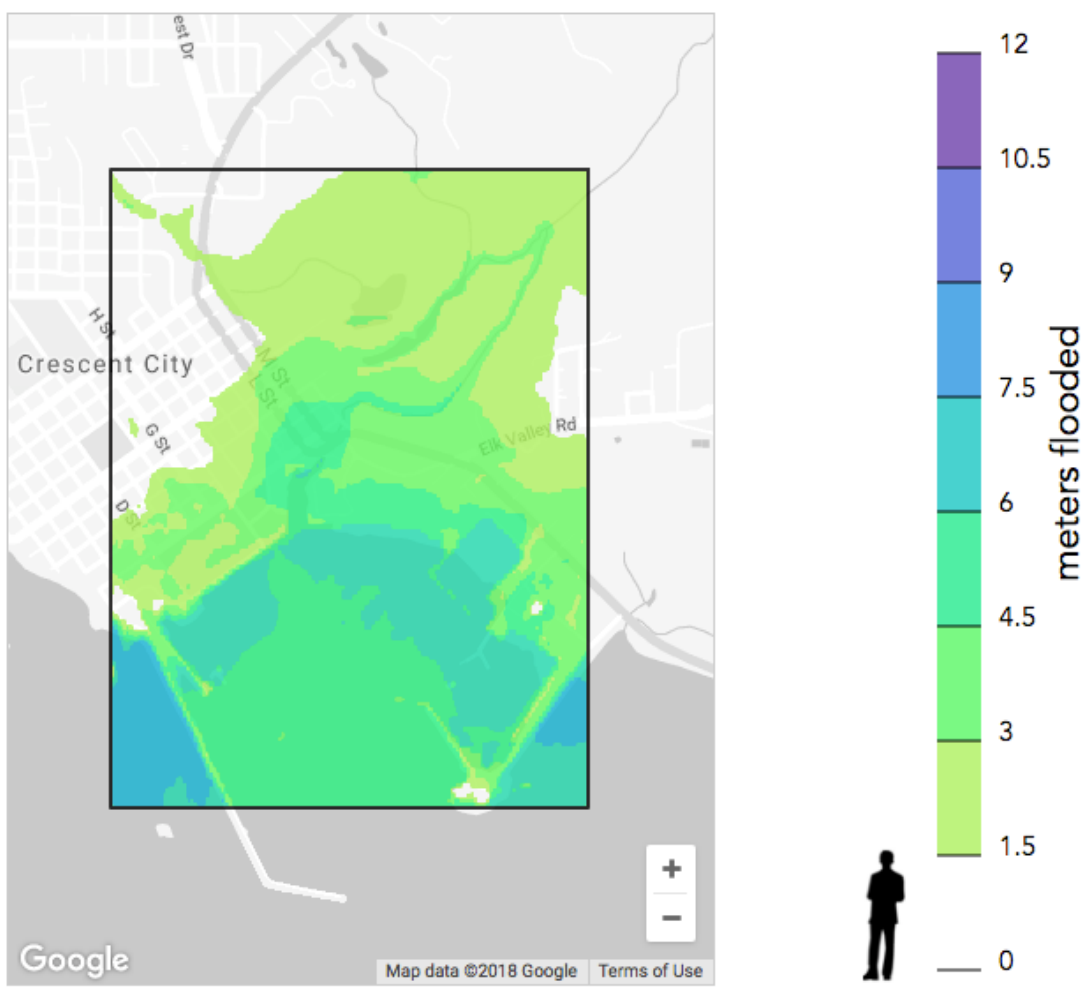 est Dr
H St
Crescent City
M St
L St
G St
Elk Valley Rd
D St
+
−
Google
Map data ©2018 Google
Terms of Use
12
10.5
9
7.5
6
4.5
3
1.5
0
meters flooded